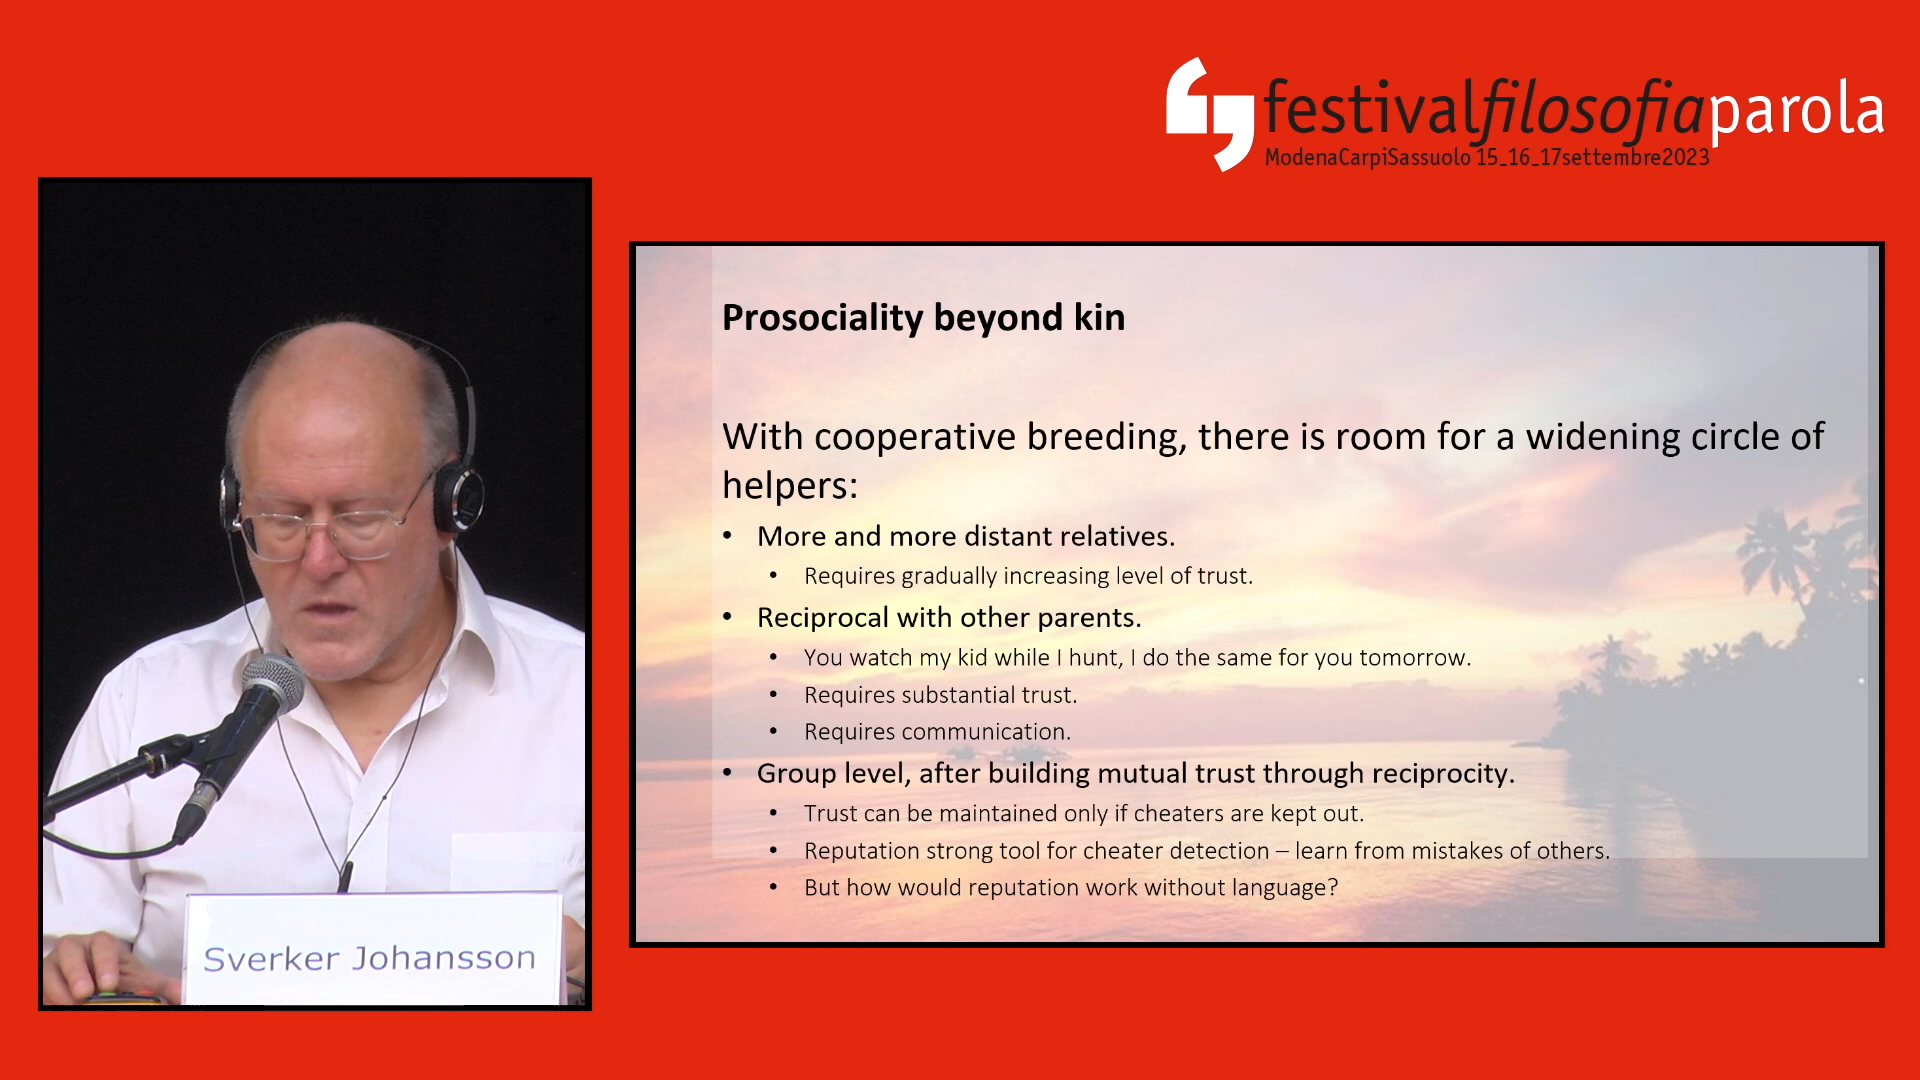 festivalfilosofiaparola
ModenaCarpiSassuolo 15_16_17settembre2023
Prosociality beyond kin
With cooperative breeding, there is room for a widening circle of
helpers:
• More and more distant relatives.
• Requires gradually increasing level of trust.
• Reciprocal with other parents.
• You watch my kid while I hunt, I do the same for you tomorrow.
• Requires substantial trust.
• Requires communication.
• Group level, after building mutual trust through reciprocity.
• Trust can be maintained only if cheaters are kept out.
• Reputation strong tool for cheater detection – learn from mistakes of others.
• But how would reputation work without language?
Sverker Johansson